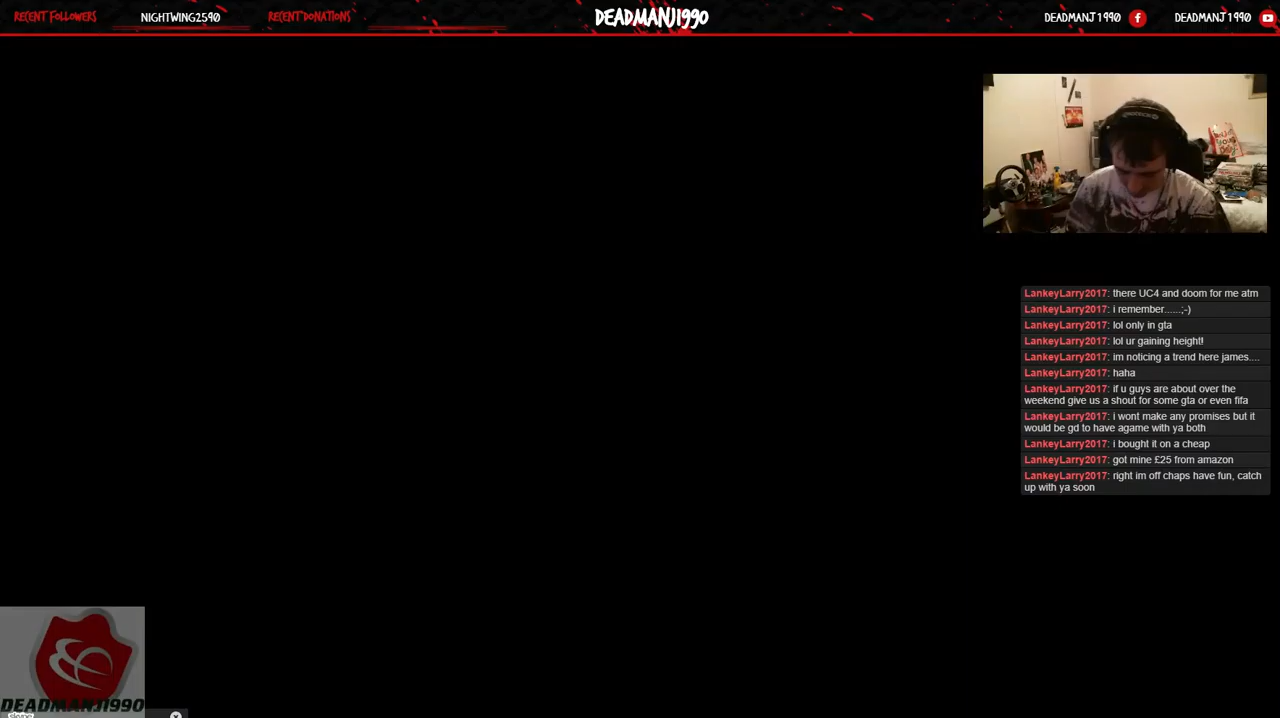 RECENT FOLLOWERS NIGHTWING2590 RECENT DONATIONS DEADMANJ1990 DEADMANJ1990 DEADMANJ1990
LankeyLarry2017: there UC4 and doom for me atm
LankeyLarry2017: i remember......;-)
LankeyLarry2017: lol only in gta
LankeyLarry2017: lol ur gaining height!
LankeyLarry2017: im noticing a trend here james....
LankeyLarry2017: haha
LankeyLarry2017: if u guys are about over the
weekend give us a shout for some gta or even fifa
LankeyLarry2017: i wont make any promises but it
would be gd to have agame with ya both
LankeyLarry2017: i bought it on a cheap
LankeyLarry2017: got mine £25 from amazon
LankeyLarry2017: right im off chaps have fun, catch
up with ya soon
DEADMANJ1990